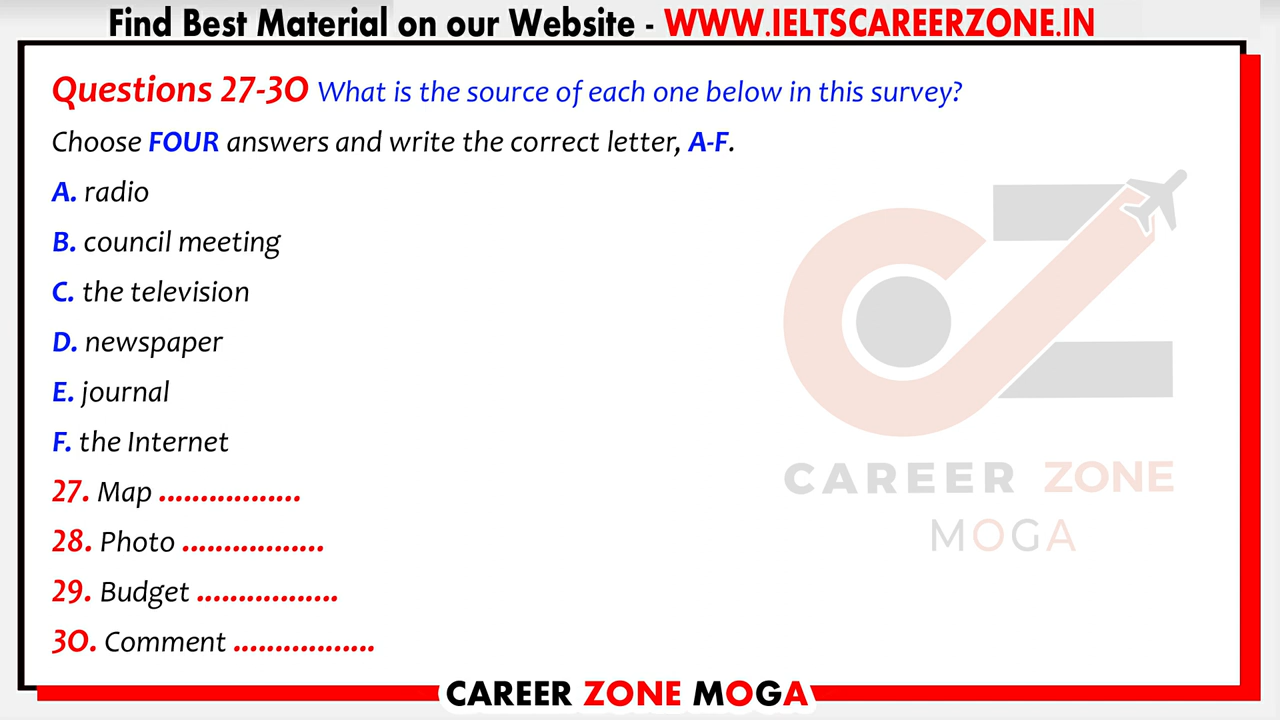 Find Best Material on our Website - WWW.IELTSCAREERZONE.IN
Questions 27-30 What is the source of each one below in this survey?
Choose FOUR answers and write the correct letter, A-F.
A. radio
B. council meeting
C. the television
D. newspaper
E. journal
F. the Internet
27. Map .................
28. Photo .................
29. Budget .................
30. Comment .................
CAREER ZONE
MOGA
CAREER ZONE MOGA